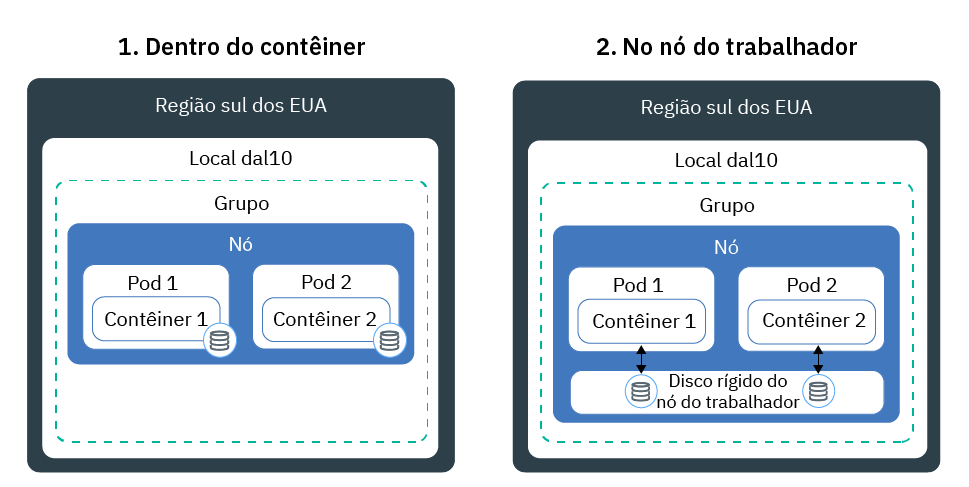 1. Dentro do contêiner
Região sul dos EUA
Local dal10
Grupo
Nó
Pod 1
Contêiner 1
Pod 2
Contêiner 2
2. No nó do trabalhador
Região sul dos EUA
Local dal10
Grupo
Nó
Pod 1
Contêiner 1
Pod 2
Contêiner 2
Disco rígido do
nó do trabalhador